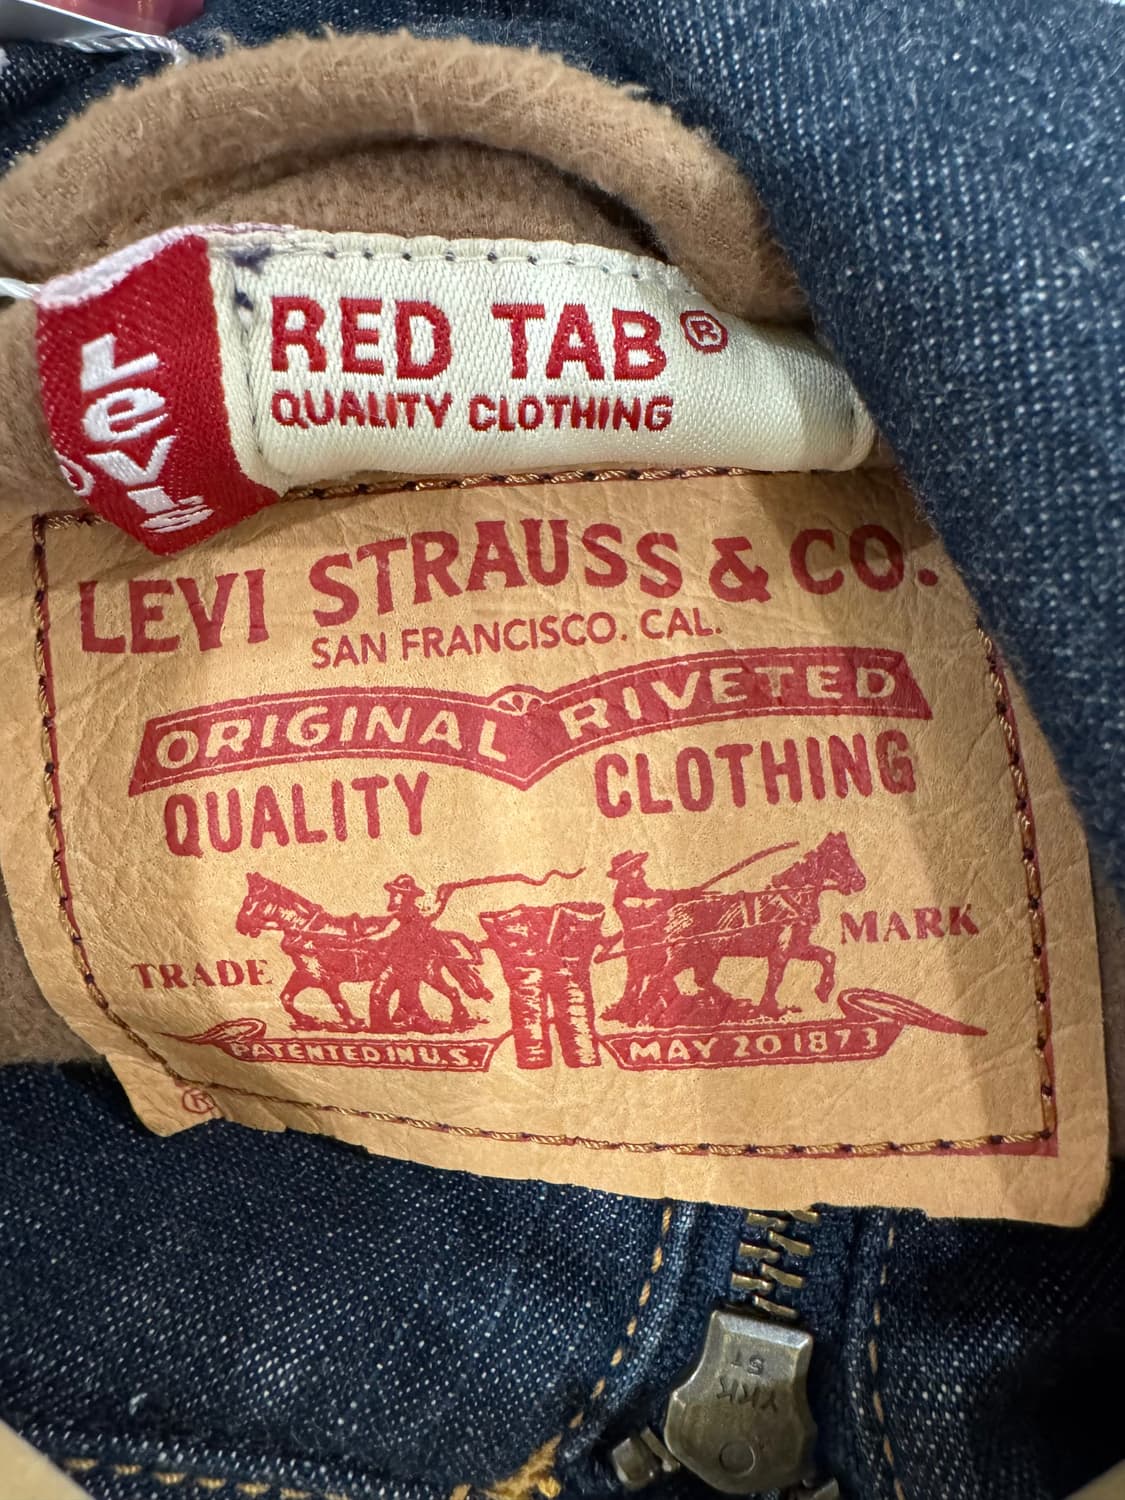 Levi's®
RED TAB®
QUALITY CLOTHING
LEVI STRAUSS & CO.
SAN FRANCISCO. CAL.
ORIGINAL RIVETED
QUALITY CLOTHING
TRADE MARK
PATENTED IN U.S. MAY 20 1873
®
YKK
ST